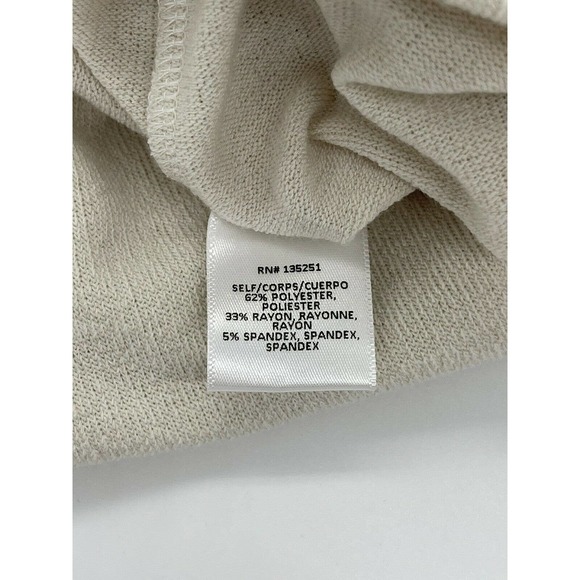 RN# 135251
SELF/CORPS/CUERPO
62% POLYESTER,
POLIESTER
33% RAYON, RAYONNE,
RAYON
5% SPANDEX, SPANDEX,
SPANDEX